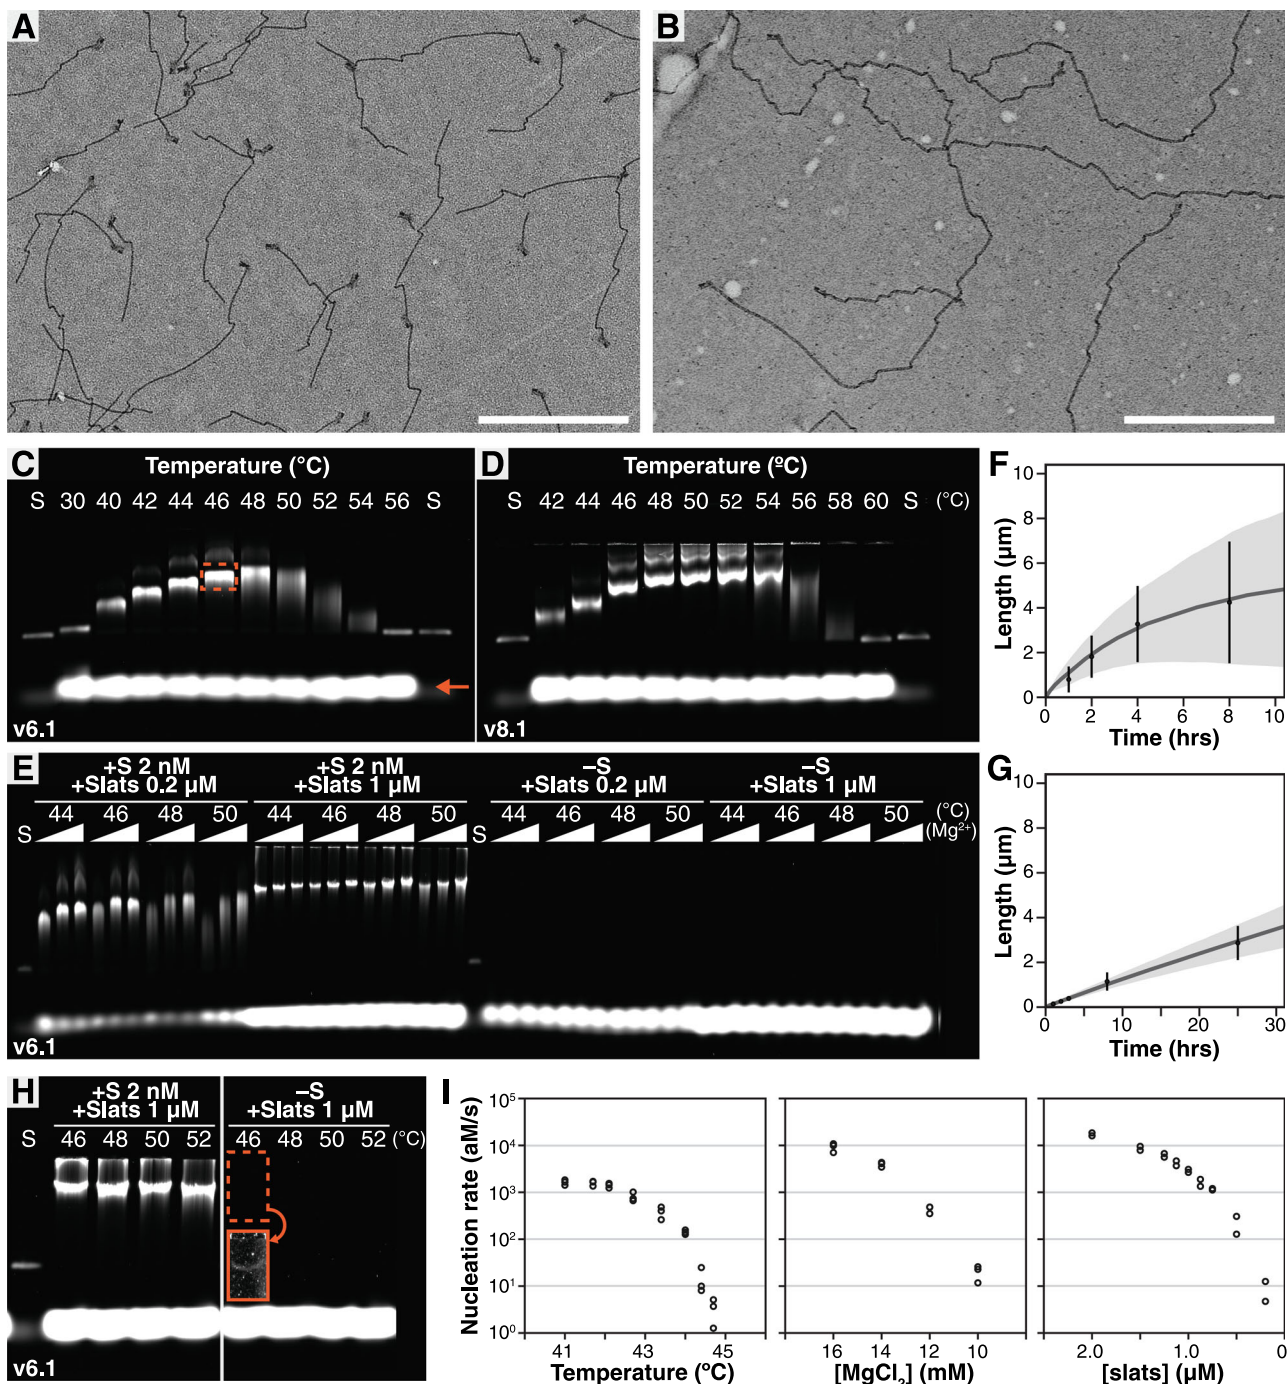 A
B
C
Temperature (°C)
S 30 40 42 44 46 48 50 52 54 56 S
v6.1
D
Temperature (ºC)
S 42 44 46 48 50 52 54 56 58 60 S (°C)
v8.1
F
10
8
6
4
2
0
Length (µm)
0 2 4 6 8 10
Time (hrs)
E
+S 2 nM +S 2 nM –S –S
+Slats 0.2 µM +Slats 1 µM +Slats 0.2 µM +Slats 1 µM
44 46 48 50 44 46 48 50 44 46 48 50 44 46 48 50 (°C)
S S (Mg2+)
v6.1
G
10
8
6
4
2
0
Length (µm)
0 10 20 30
Time (hrs)
H
+S 2 nM –S
+Slats 1 µM +Slats 1 µM
S 46 48 50 52 46 48 50 52 (°C)
v6.1
I
Nucleation rate (aM/s)
10⁵
10⁴
10³
10²
10¹
10⁰
41 43 45
Temperature (ºC)
16 14 12 10
[MgCl₂] (mM)
2.0 1.0 0
[slats] (µM)